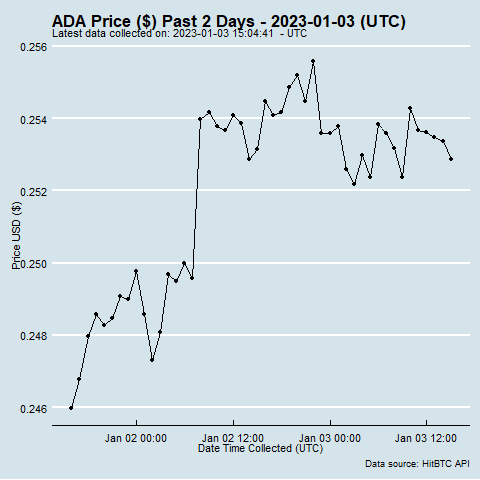 ADA Price ($) Past 2 Days - 2023-01-03 (UTC)
Latest data collected on: 2023-01-03 15:04:41 - UTC
0.256
0.254
0.252
0.250
0.248
0.246
Price USD ($)
Jan 02 00:00 Jan 02 12:00 Jan 03 00:00 Jan 03 12:00
Date Time Collected (UTC)
Data source: HitBTC API